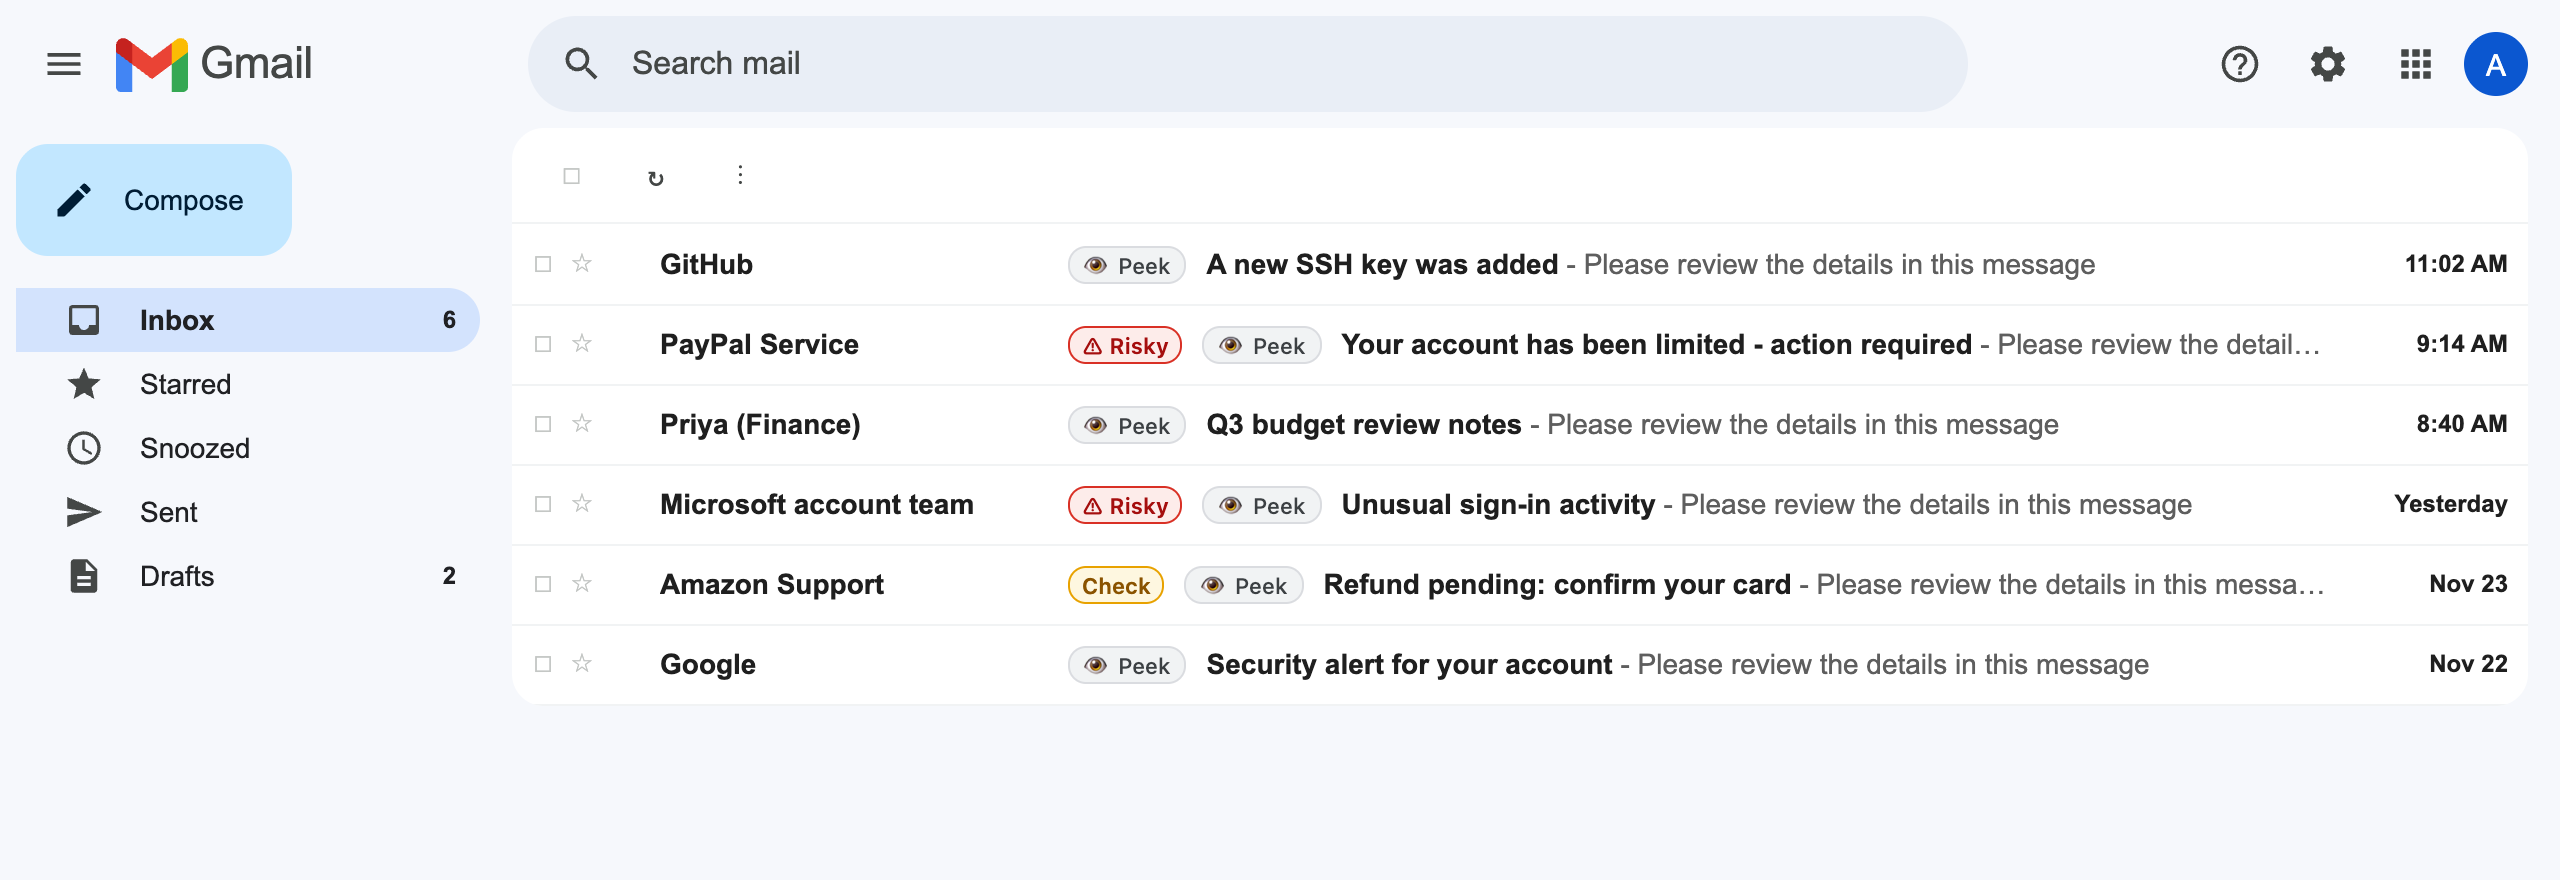 Gmail
Search mail
A
Compose
Inbox 6
Starred
Snoozed
Sent
Drafts 2
GitHub Peek A new SSH key was added - Please review the details in this message 11:02 AM
PayPal Service Risky Peek Your account has been limited - action required - Please review the detail… 9:14 AM
Priya (Finance) Peek Q3 budget review notes - Please review the details in this message 8:40 AM
Microsoft account team Risky Peek Unusual sign-in activity - Please review the details in this message Yesterday
Amazon Support Check Peek Refund pending: confirm your card - Please review the details in this messa… Nov 23
Google Peek Security alert for your account - Please review the details in this message Nov 22